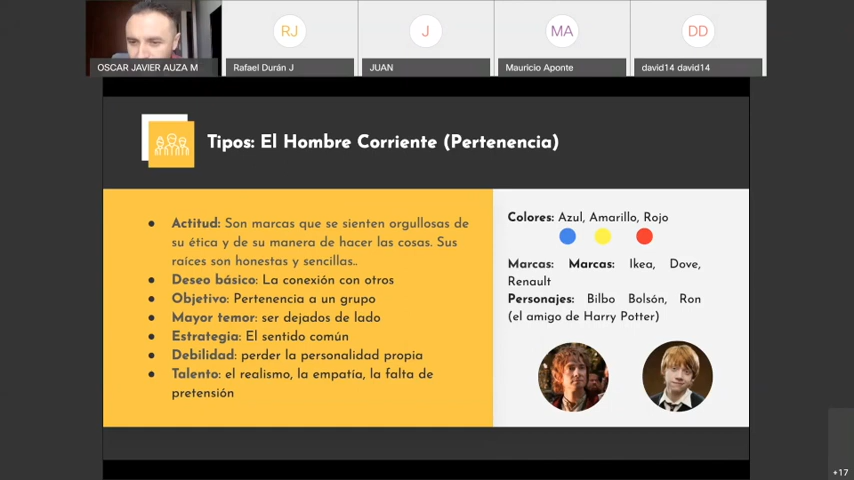 RJ
J
MA
DD
OSCAR JAVIER AUZA M
Rafael Durán J
JUAN
Mauricio Aponte
david14 david14
Tipos: El Hombre Corriente (Pertenencia)
● Actitud: Son marcas que se sienten orgullosas de
su ética y de su manera de hacer las cosas. Sus
raíces son honestas y sencillas..
● Deseo básico: La conexión con otros
● Objetivo: Pertenencia a un grupo
● Mayor temor: ser dejados de lado
● Estrategia: El sentido común
● Debilidad: perder la personalidad propia
● Talento: el realismo, la empatía, la falta de
pretensión
Colores: Azul, Amarillo, Rojo
Marcas: Marcas: Ikea, Dove,
Renault
Personajes: Bilbo Bolsón, Ron
(el amigo de Harry Potter)
+17